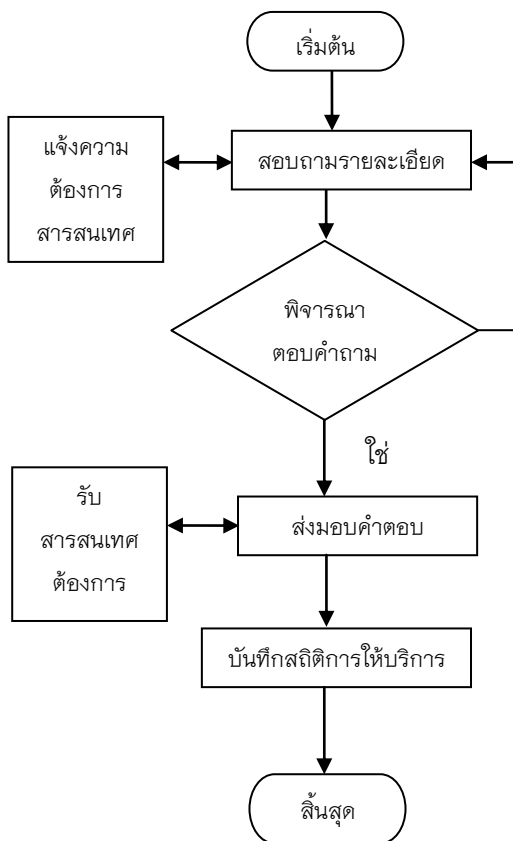 เริ่มต้น
แจ้งความ
ต้องการ
สารสนเทศ
สอบถามรายละเอียด
พิจารณา
ตอบคำถาม
ใช่
รับ
สารสนเทศ
ต้องการ
ส่งมอบคำตอบ
บันทึกสถิติการให้บริการ
สิ้นสุด